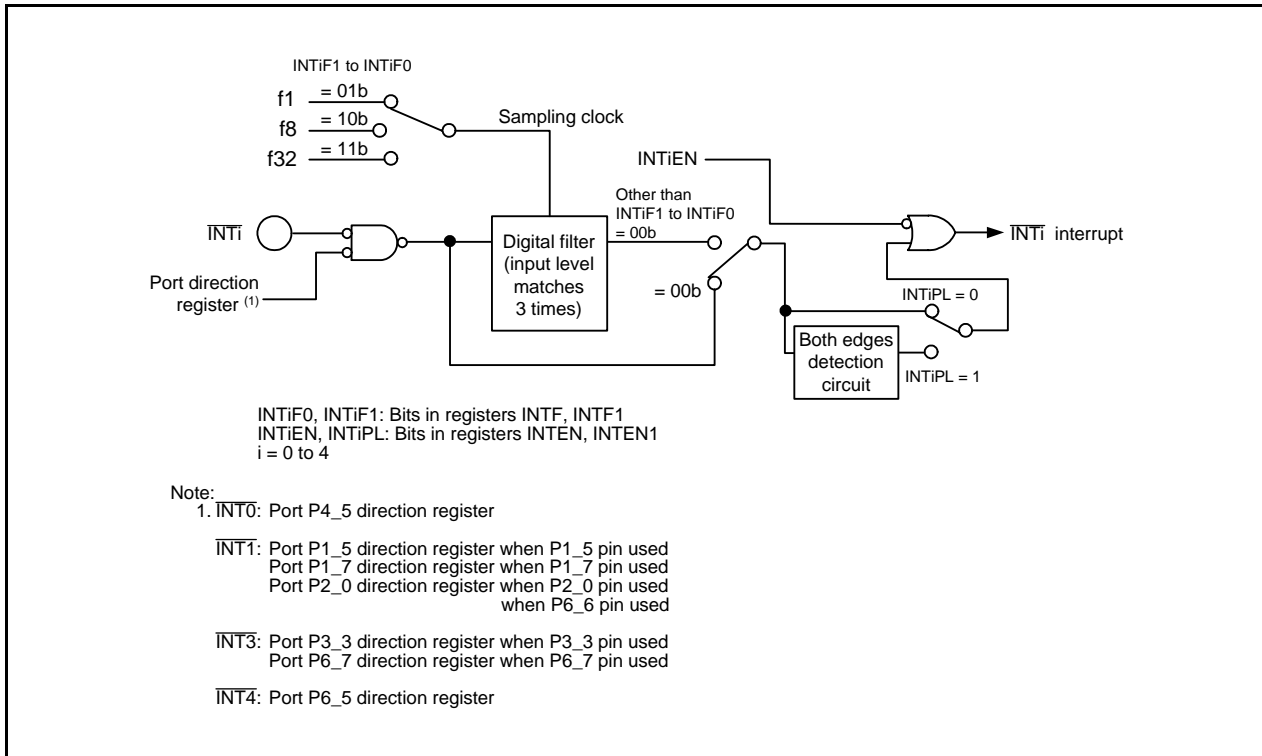 INTiF1 to INTiF0
f1 = 01b
f8 = 10b
f32 = 11b
Sampling clock
INTiEN
Other than
INTiF1 to INTiF0
= 00b
INTi
Digital filter
(input level
matches
3 times)
INTi interrupt
Port direction
register (1)
= 00b
INTiPL = 0
Both edges
detection
circuit
INTiPL = 1
INTiF0, INTiF1: Bits in registers INTF, INTF1
INTiEN, INTiPL: Bits in registers INTEN, INTEN1
i = 0 to 4
Note:
1. INT0: Port P4_5 direction register
INT1: Port P1_5 direction register when P1_5 pin used
Port P1_7 direction register when P1_7 pin used
Port P2_0 direction register when P2_0 pin used
when P6_6 pin used
INT3: Port P3_3 direction register when P3_3 pin used
Port P6_7 direction register when P6_7 pin used
INT4: Port P6_5 direction register